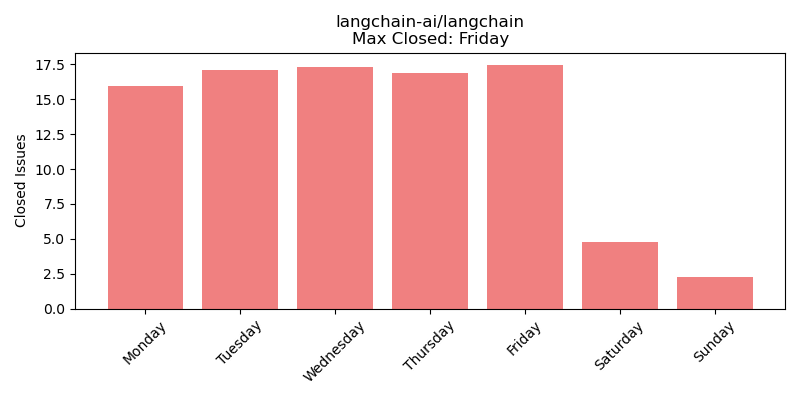 langchain-ai/langchain
Max Closed: Friday
Closed Issues
17.5
15.0
12.5
10.0
7.5
5.0
2.5
0.0
Monday
Tuesday
Wednesday
Thursday
Friday
Saturday
Sunday